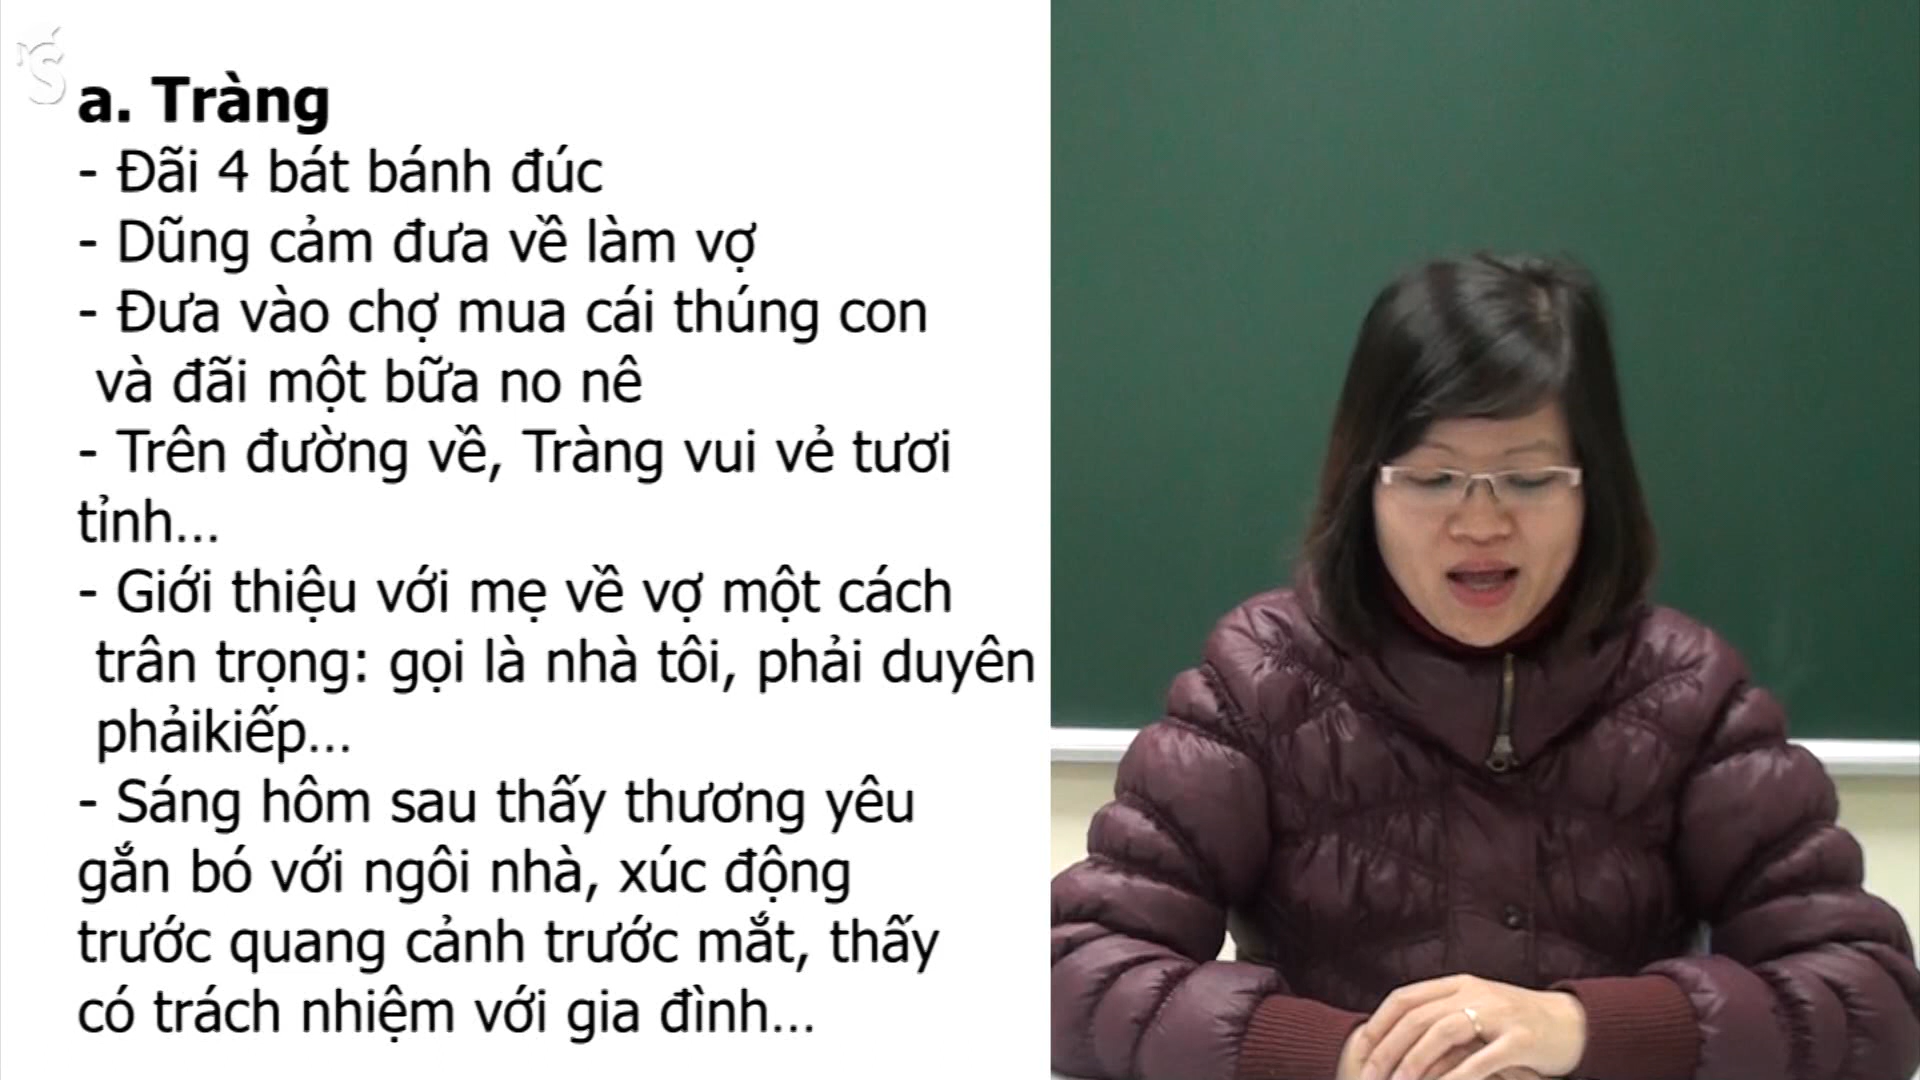 a. Tràng
- Đãi 4 bát bánh đúc
- Dũng cảm đưa về làm vợ
- Đưa vào chợ mua cái thúng con
và đãi một bữa no nê
- Trên đường về, Tràng vui vẻ tươi
tỉnh...
- Giới thiệu với mẹ về vợ một cách
trân trọng: gọi là nhà tôi, phải duyên
phảikiếp...
- Sáng hôm sau thấy thương yêu
gắn bó với ngôi nhà, xúc động
trước quang cảnh trước mắt, thấy
có trách nhiệm với gia đình...